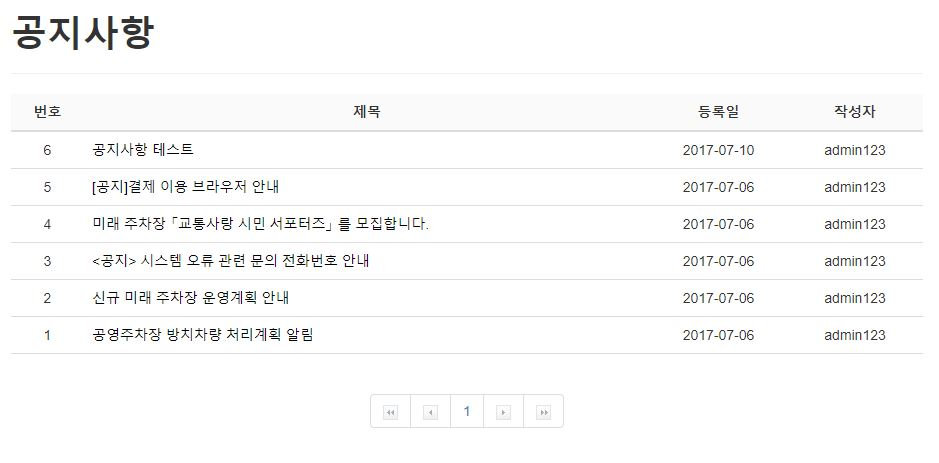 공지사항
번호 제목 등록일 작성자
6 공지사항 테스트 2017-07-10 admin123
5 [공지]결제 이용 브라우저 안내 2017-07-06 admin123
4 미래 주차장 「교통사랑 시민 서포터즈」 를 모집합니다. 2017-07-06 admin123
3 <공지> 시스템 오류 관련 문의 전화번호 안내 2017-07-06 admin123
2 신규 미래 주차장 운영계획 안내 2017-07-06 admin123
1 공영주차장 방치차량 처리계획 알림 2017-07-06 admin123
1